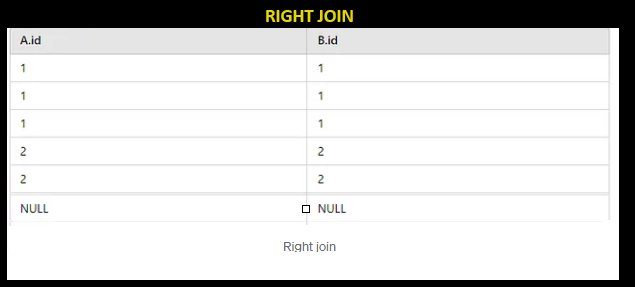 RIGHT JOIN
A.id B.id
1 1
1 1
1 1
2 2
2 2
NULL NULL
Right join